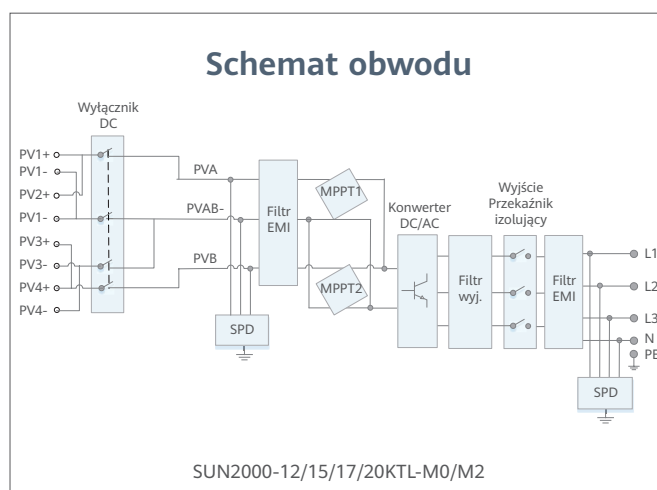 Schemat obwodu
Wyłącznik
DC
PV1+
PV1-
PV2+
PV1-
PV3+
PV3-
PV4+
PV4-
PVA
PVAB-
PVB
Filtr
EMI
SPD
MPPT1
MPPT2
Konwerter
DC/AC
Filtr
wyj.
Wyjście
Przekaźnik
izolujący
Filtr
EMI
L1
L2
L3
N
PE
SPD
SUN2000-12/15/17/20KTL-M0/M2